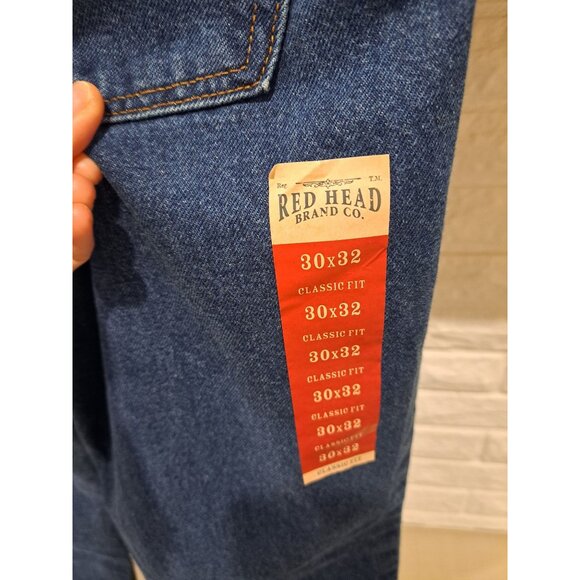 Reg T.M.
RED HEAD
BRAND CO.
30x32
CLASSIC FIT
30x32
CLASSIC FIT
30x32
CLASSIC FIT
30x32
CLASSIC FIT
30x32
CLASSIC FIT
30x32
CLASSIC FIT